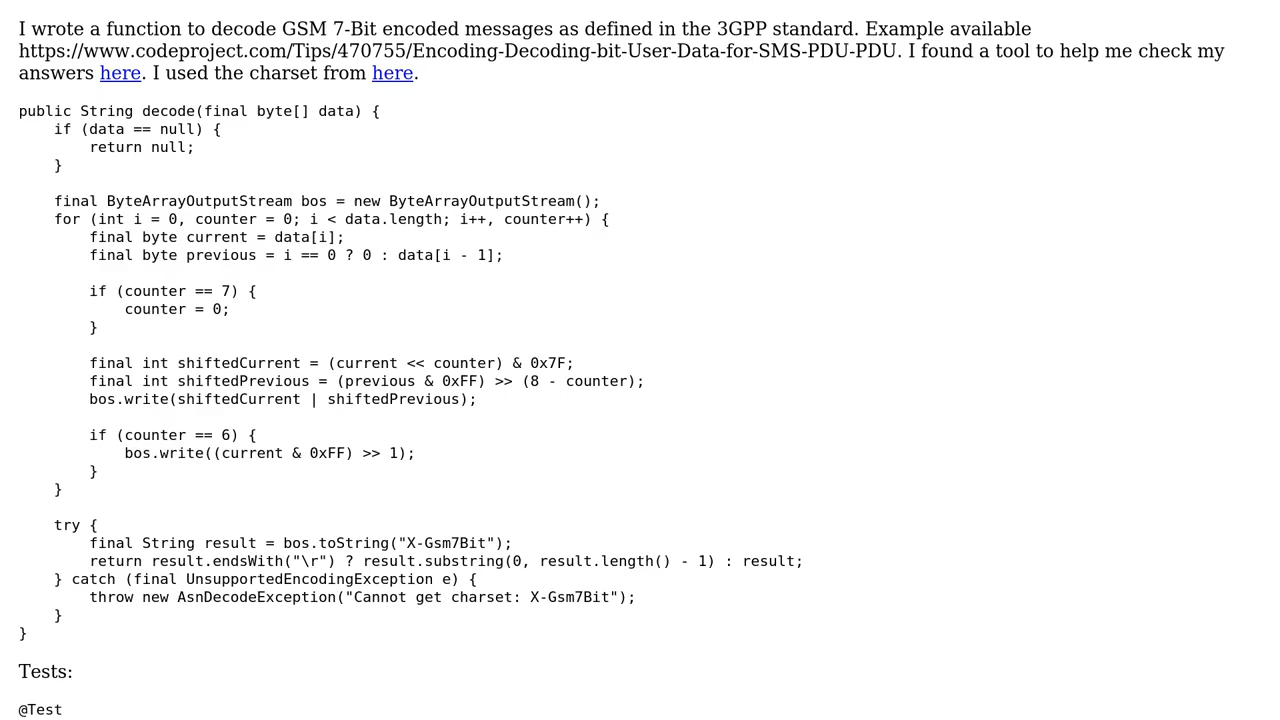 I wrote a function to decode GSM 7-Bit encoded messages as defined in the 3GPP standard. Example available
https://www.codeproject.com/Tips/470755/Encoding-Decoding-bit-User-Data-for-SMS-PDU-PDU. I found a tool to help me check my
answers here. I used the charset from here.
public String decode(final byte[] data) {
    if (data == null) {
        return null;
    }
    final ByteArrayOutputStream bos = new ByteArrayOutputStream();
    for (int i = 0, counter = 0; i < data.length; i++, counter++) {
        final byte current = data[i];
        final byte previous = i == 0 ? 0 : data[i - 1];
        if (counter == 7) {
            counter = 0;
        }
        final int shiftedCurrent = (current << counter) & 0x7F;
        final int shiftedPrevious = (previous & 0xFF) >> (8 - counter);
        bos.write(shiftedCurrent | shiftedPrevious);
        if (counter == 6) {
            bos.write((current & 0xFF) >> 1);
        }
    }
    try {
        final String result = bos.toString("X-Gsm7Bit");
        return result.endsWith("\r") ? result.substring(0, result.length() - 1) : result;
    } catch (final UnsupportedEncodingException e) {
        throw new AsnDecodeException("Cannot get charset: X-Gsm7Bit");
    }
}
Tests:
@Test